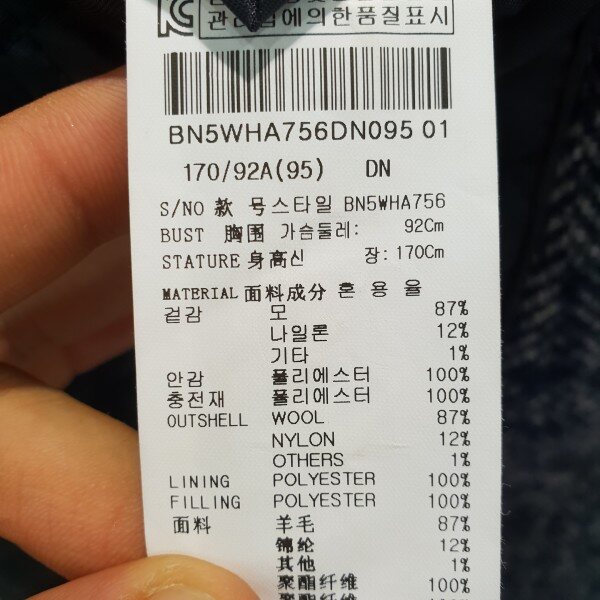 관 에의한품질표시
BN5WHA756DN095 01
170/92A(95) DN
S/NO 款 号 스타일 BN5WHA756
BUST 胸围 가슴둘레: 92Cm
STATURE 身高신 장: 170Cm
MATERIAL 面料成分 혼 용 율
겉감 모 87%
나일론 12%
기타 1%
안감 폴리에스터 100%
충전재 폴리에스터 100%
OUTSHELL WOOL 87%
NYLON 12%
OTHERS 1%
LINING POLYESTER 100%
FILLING POLYESTER 100%
面料 羊毛 87%
锦纶 12%
其他 1%
聚酯纤维 100%
聚酯纤维